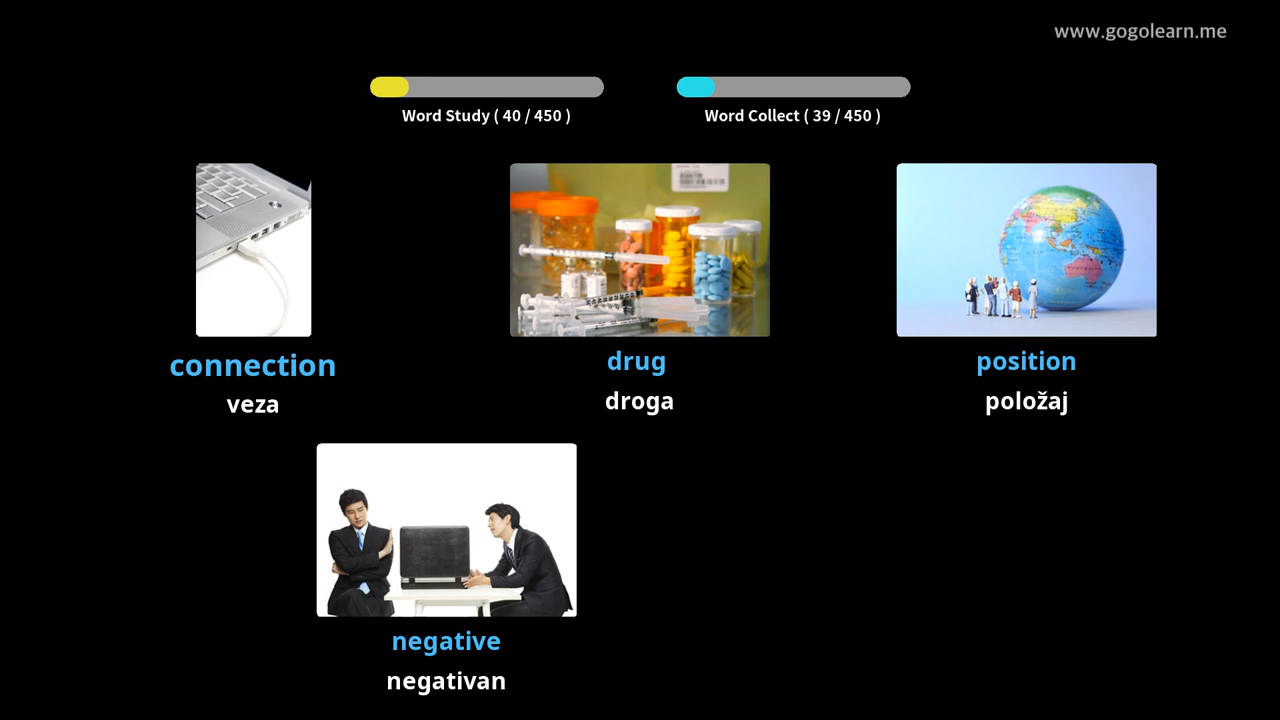 www.gogolearn.me
Word Study ( 40 / 450 )
Word Collect ( 39 / 450 )
connection
veza
drug
droga
position
položaj
negative
negativan